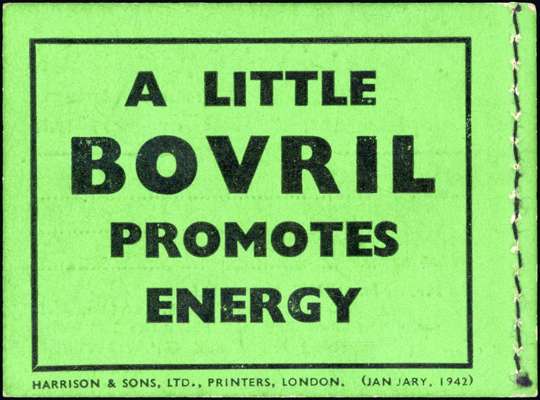 A LITTLE
BOVRIL
PROMOTES
ENERGY
HARRISON & SONS, LTD., PRINTERS, LONDON. (JAN JARY, 1942)